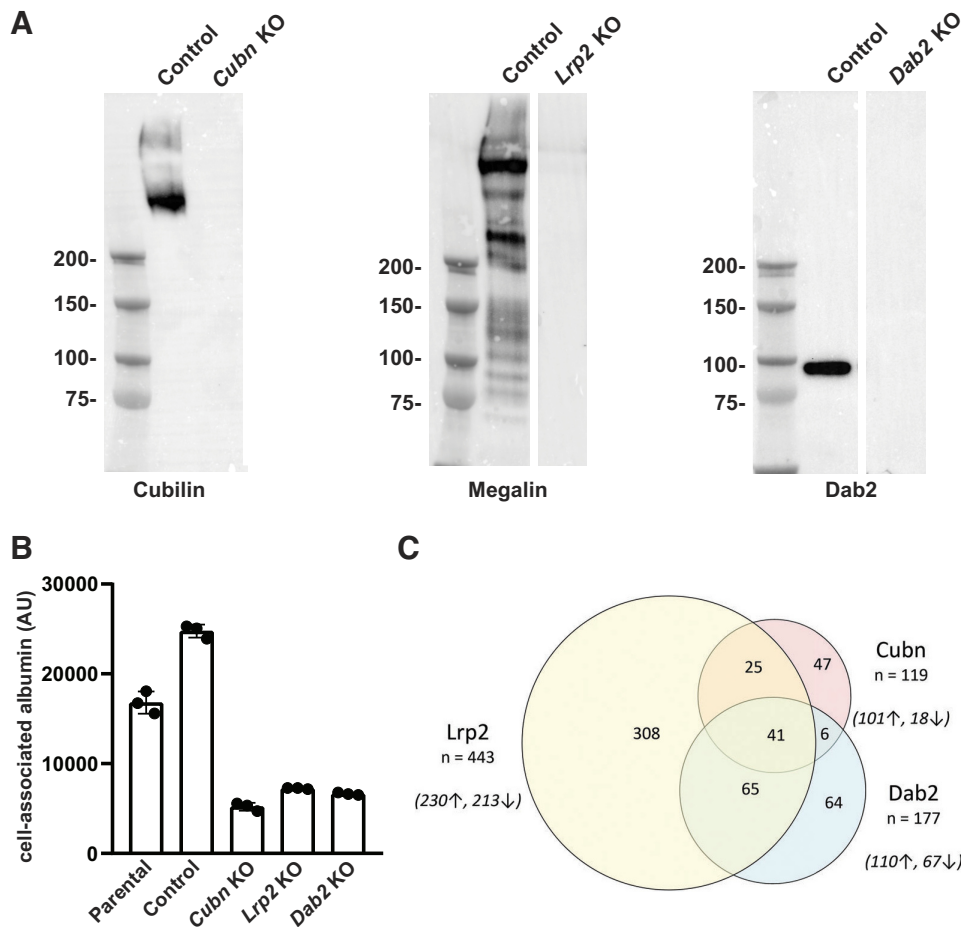 A
Control
Cubn KO
200-
150-
100-
75-
Cubilin
Control
Lrp2 KO
200-
150-
100-
75-
Megalin
Control
Dab2 KO
200-
150-
100-
75-
Dab2
B
cell-associated albumin (AU)
30000
20000
10000
0
Parental
Control
Cubn KO
Lrp2 KO
Dab2 KO
C
Lrp2
n = 443
(230↑, 213↓)
308
25
47
41
6
65
64
Cubn
n = 119
(101↑, 18↓)
Dab2
n = 177
(110↑, 67↓)